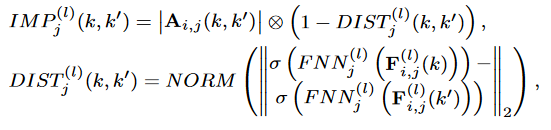 IMP_j^{(l)}(k, k′) = |A_{i,j}(k, k′)| ⊗ (1 − DIST_j^{(l)}(k, k′)),
DIST_j^{(l)}(k, k′) = NORM (‖σ (FNN_j^{(l)} (F_{i,j}^{(l)}(k))) −
σ (FNN_j^{(l)} (F_{i,j}^{(l)}(k′)))‖_2),